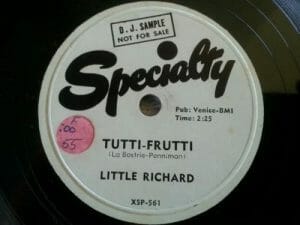 D.J. SAMPLE
NOT FOR SALE
Specialty
Pub: Venice-BMI
Time: 2:25
TUTTI-FRUTTI
(La Bostrie-Penniman)
LITTLE RICHARD
XSP-561
55